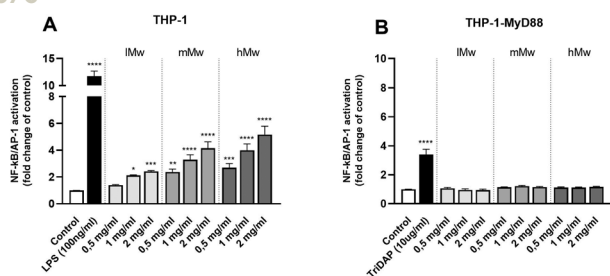 A
THP-1
lMw
mMw
hMw
NF-kB/AP-1 activation
(fold change of control)
15
10
8
6
4
2
0
****
*
***
**
****
****
***
****
****
Control
LPS (100ng/ml)
0.5 mg/ml
1 mg/ml
2 mg/ml
0.5 mg/ml
1 mg/ml
2 mg/ml
0.5 mg/ml
1 mg/ml
2 mg/ml
B
THP-1-MyD88
lMw
mMw
hMw
NF-kB/AP-1 activation
(fold change of control)
10
8
6
4
2
0
****
Control
TriDAP (10ug/ml)
0.5 mg/ml
1 mg/ml
2 mg/ml
0.5 mg/ml
1 mg/ml
2 mg/ml
0.5 mg/ml
1 mg/ml
2 mg/ml